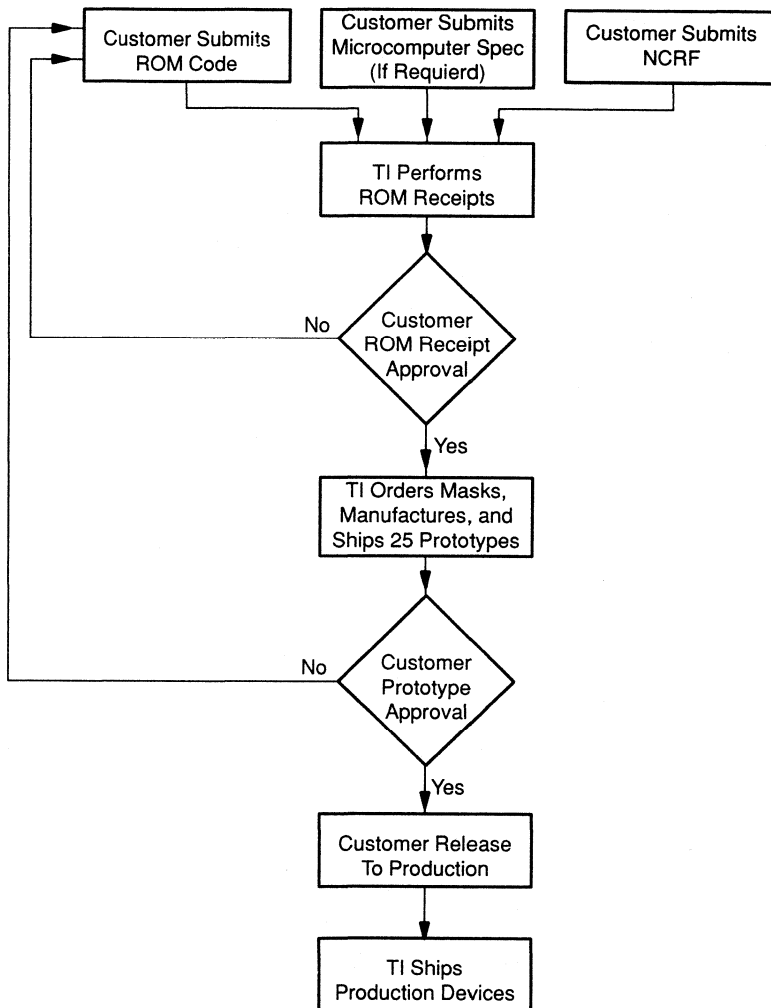 Customer Submits
ROM Code
Customer Submits
Microcomputer Spec
(If Requierd)
Customer Submits
NCRF
TI Performs
ROM Receipts
No
Customer
ROM Receipt
Approval
Yes
TI Orders Masks,
Manufactures, and
Ships 25 Prototypes
No
Customer
Prototype
Approval
Yes
Customer Release
To Production
TI Ships
Production Devices